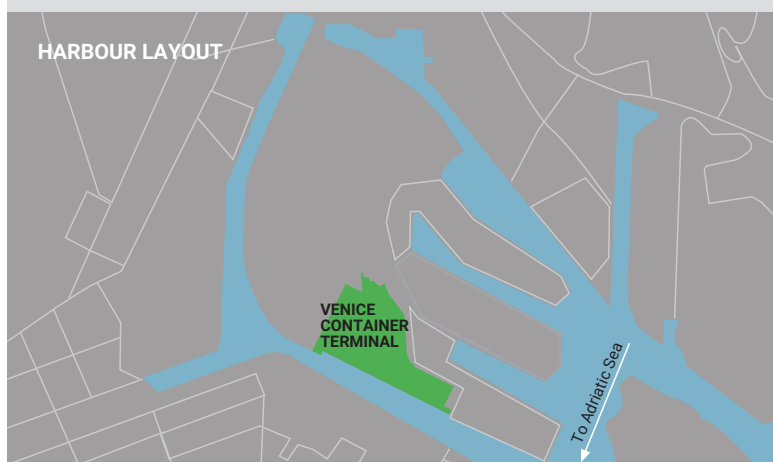 HARBOUR LAYOUT
VENICE
CONTAINER
TERMINAL
To Adriatic Sea